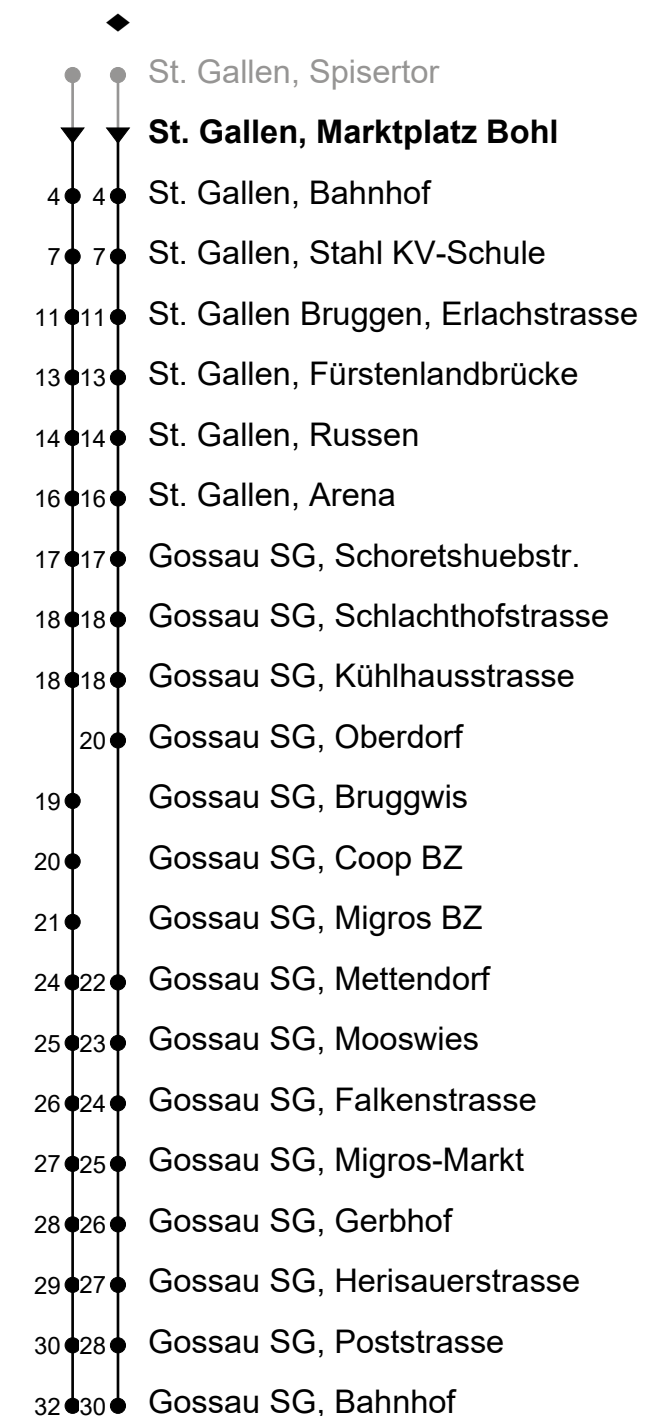 St. Gallen, Spisertor
St. Gallen, Marktplatz Bohl
4 4 St. Gallen, Bahnhof
7 7 St. Gallen, Stahl KV-Schule
11 11 St. Gallen Bruggen, Erlachstrasse
13 13 St. Gallen, Fürstenlandbrücke
14 14 St. Gallen, Russen
16 16 St. Gallen, Arena
17 17 Gossau SG, Schoretshuebstr.
18 18 Gossau SG, Schlachthofstrasse
18 18 Gossau SG, Kühlhausstrasse
20 Gossau SG, Oberdorf
19 Gossau SG, Bruggwis
20 Gossau SG, Coop BZ
21 Gossau SG, Migros BZ
24 22 Gossau SG, Mettendorf
25 23 Gossau SG, Mooswies
26 24 Gossau SG, Falkenstrasse
27 25 Gossau SG, Migros-Markt
28 26 Gossau SG, Gerbhof
29 27 Gossau SG, Herisauerstrasse
30 28 Gossau SG, Poststrasse
32 30 Gossau SG, Bahnhof